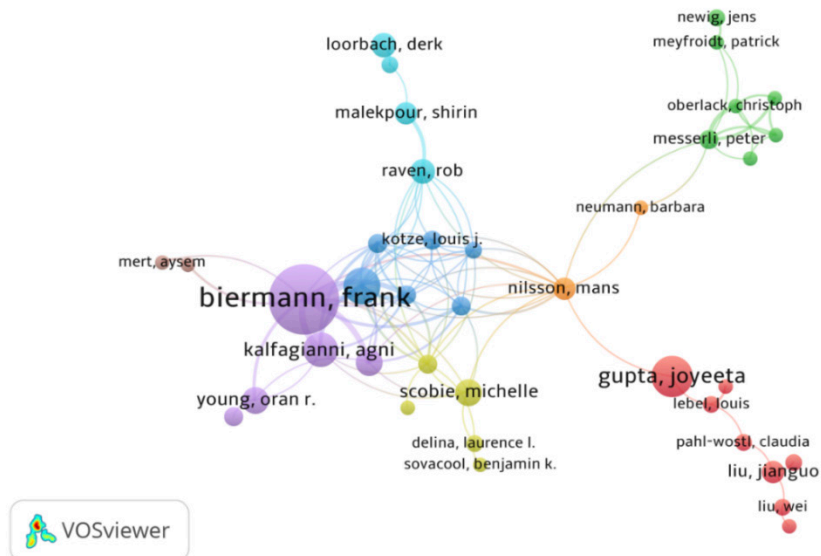 newig, jens
loorbach, derk
meyfroidt, patrick
malekpour, shirin
oberlack, christoph
messerli, peter
raven, rob
neumann, barbara
kotze, louis j.
mert, aysem
biermann, frank
nilsson, mans
kalfagianni, agni
gupta, joyeeta
scobie, michelle
young, oran r.
lebel, louis
delina, laurence l.
pahl-wostl, claudia
sovacool, benjamin k.
liu, jianguo
liu, wei
VOSviewer